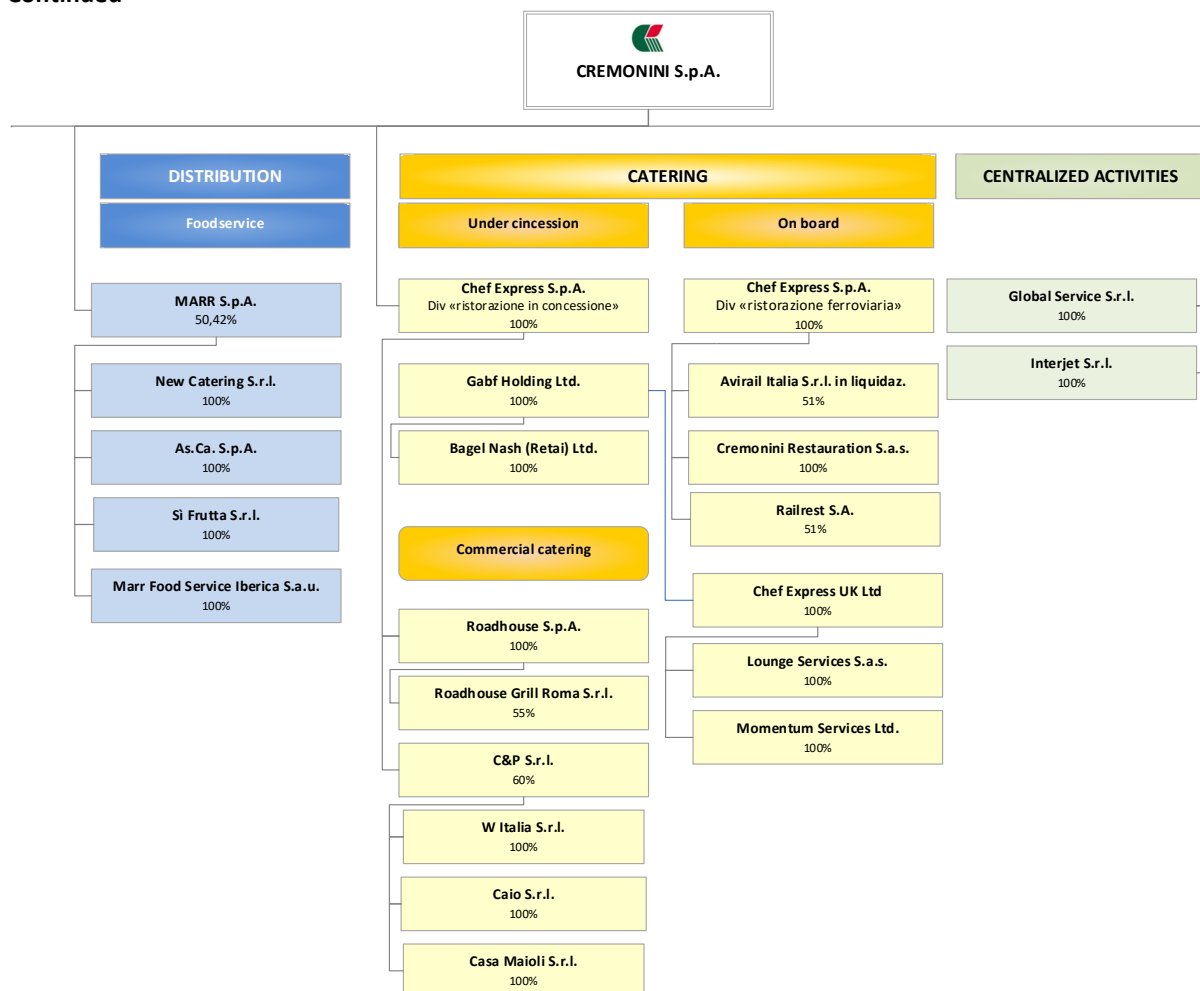 CREMONINI S.p.A.
DISTRIBUTION
Foodservice
MARR S.p.A.
50,42%
New Catering S.r.l.
100%
As.Ca. S.p.A.
100%
Sì Frutta S.r.l.
100%
Marr Food Service Iberica S.a.u.
100%
CATERING
Under cincession
Chef Express S.p.A.
Div «ristorazione in concessione»
100%
Gabf Holding Ltd.
100%
Bagel Nash (Retai) Ltd.
100%
Commercial catering
Roadhouse S.p.A.
100%
Roadhouse Grill Roma S.r.l.
55%
C&P S.r.l.
60%
W Italia S.r.l.
100%
Caio S.r.l.
100%
Casa Maioli S.r.l.
100%
On board
Chef Express S.p.A.
Div «ristorazione ferroviaria»
100%
Avirail Italia S.r.l. in liquidaz.
51%
Cremonini Restauration S.a.s.
100%
Railrest S.A.
51%
Chef Express UK Ltd
100%
Lounge Services S.a.s.
100%
Momentum Services Ltd.
100%
CENTRALIZED ACTIVITIES
Global Service S.r.l.
100%
Interjet S.r.l.
100%